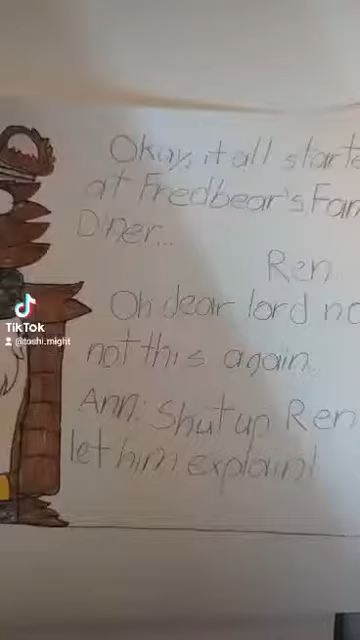 Okay, it all starte
at Fredbear's Fam
Diner...
Ren
Oh dear lord no
not this again.
Ann: Shut up Ren
let him explain!
TikTok
@toshi.might